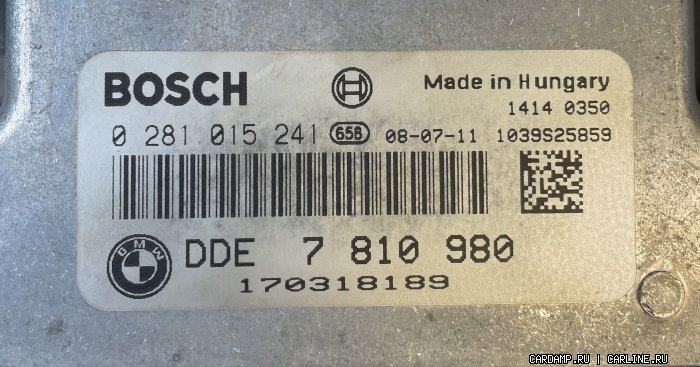 BOSCH Made in Hungary
1414 0350
0 281 015 241 658 08-07-11 1039S25859
BMW DDE 7 810 980
170318189
CARDAMP.RU | CARLINE.RU